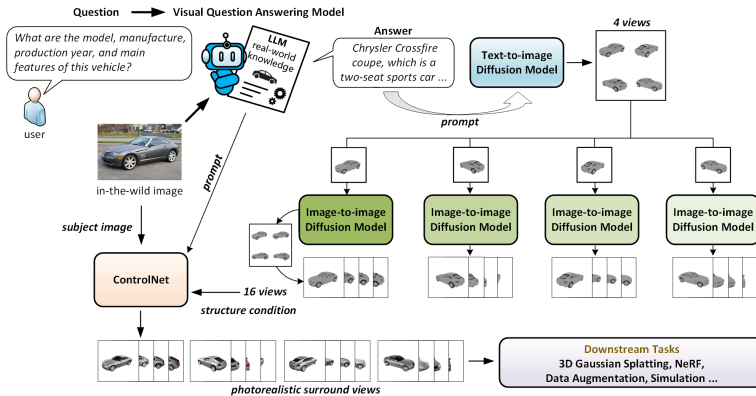 Question
Visual Question Answering Model
What are the model, manufacture,
production year, and main
features of this vehicle?
user
LLM
real-world
knowledge
Answer
Chrysler Crossfire
coupe, which is a
two-seat sports car ...
Text-to-image
Diffusion Model
4 views
prompt
in-the-wild image
prompt
subject image
Image-to-image
Diffusion Model
Image-to-image
Diffusion Model
Image-to-image
Diffusion Model
Image-to-image
Diffusion Model
ControlNet
16 views
structure condition
photorealistic surround views
Downstream Tasks
3D Gaussian Splatting, NeRF,
Data Augmentation, Simulation ...